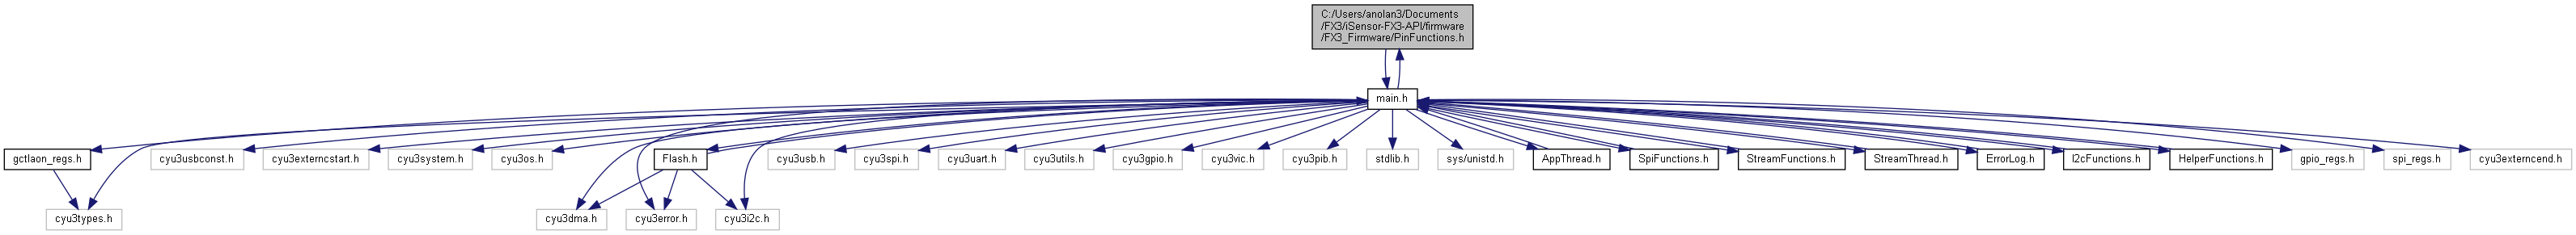 C:/Users/anolan3/Documents
/FX3/iSensor-FX3-API/firmware
/FX3_Firmware/PinFunctions.h
main.h
gctlaon_regs.h
cyu3usbconst.h
cyu3externcstart.h
cyu3system.h
cyu3os.h
Flash.h
cyu3usb.h
cyu3spi.h
cyu3uart.h
cyu3utils.h
cyu3gpio.h
cyu3vic.h
cyu3pib.h
stdlib.h
sys/unistd.h
AppThread.h
SpiFunctions.h
StreamFunctions.h
StreamThread.h
ErrorLog.h
I2cFunctions.h
HelperFunctions.h
gpio_regs.h
spi_regs.h
cyu3externcend.h
cyu3types.h
cyu3dma.h
cyu3error.h
cyu3i2c.h